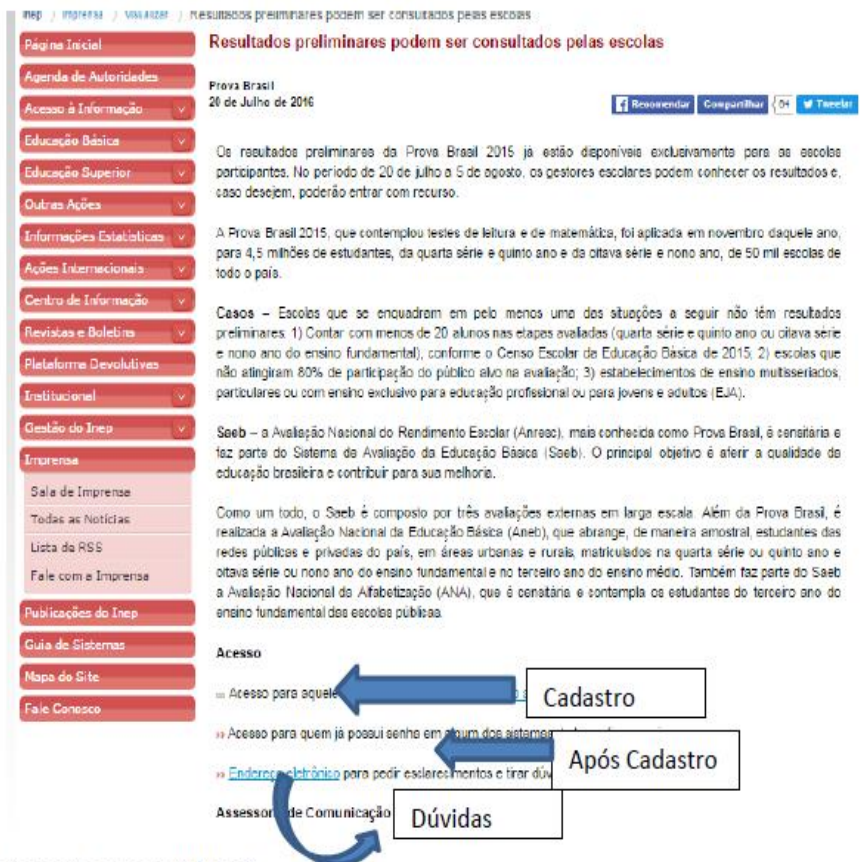 Inep / Imprensa / Visualizar / Resultados preliminares podem ser consultados pelas escolas
Página Inicial
Agenda de Autoridades
Acesso à Informação
Educação Básica
Educação Superior
Outras Ações
Informações Estatísticas
Ações Internacionais
Centro de Informação
Revistas e Boletins
Plataforma Devolutivas
Institucional
Gestão do Inep
Imprensa
Sala de Imprensa
Todas as Notícias
Lista de RSS
Fale com a Imprensa
Publicações do Inep
Guia de Sistemas
Mapa do Site
Fale Conosco
Resultados preliminares podem ser consultados pelas escolas
Prova Brasil
20 de Julho de 2016
Recomendar Compartilhar 64 Tweetar
Os resultados preliminares da Prova Brasil 2015 já estão disponíveis exclusivamente para as escolas
participantes. No período de 20 de julho a 5 de agosto, os gestores escolares podem conhecer os resultados e,
caso desejem, poderão entrar com recurso.
A Prova Brasil 2015, que contemplou testes de leitura e de matemática, foi aplicada em novembro daquele ano,
para 4,5 milhões de estudantes, da quarta série e quinto ano e da oitava série e nono ano, de 50 mil escolas de
todo o país.
Casos – Escolas que se enquadram em pelo menos uma das situações a seguir não têm resultados
preliminares: 1) Contar com menos de 20 alunos nas etapas avaliadas (quarta série e quinto ano ou oitava série
e nono ano do ensino fundamental), conforme o Censo Escolar da Educação Básica de 2015; 2) escolas que
não atingiram 80% de participação do público alvo na avaliação; 3) estabelecimentos de ensino multisseriados,
particulares ou com ensino exclusivo para educação profissional ou para jovens e adultos (EJA).
Saeb – a Avaliação Nacional do Rendimento Escolar (Anresc), mais conhecida como Prova Brasil, é censitária e
faz parte do Sistema de Avaliação da Educação Básica (Saeb). O principal objetivo é aferir a qualidade da
educação brasileira e contribuir para sua melhoria.
Como um todo, o Saeb é composto por três avaliações externas em larga escala. Além da Prova Brasil, é
realizada a Avaliação Nacional da Educação Básica (Aneb), que abrange, de maneira amostral, estudantes das
redes públicas e privadas do país, em áreas urbanas e rurais, matriculados na quarta série ou quinto ano e
oitava série ou nono ano do ensino fundamental e no terceiro ano do ensino médio. Também faz parte do Saeb
a Avaliação Nacional da Alfabetização (ANA), que é censitária e contempla os estudantes do terceiro ano do
ensino fundamental das escolas públicas.
Acesso
Acesso para aquele
Cadastro
» Acesso para quem já possui senha em algum dos sistemas
Após Cadastro
» Endereço eletrônico para pedir esclarecimentos e tirar
Assessor de Comunicação
Dúvidas